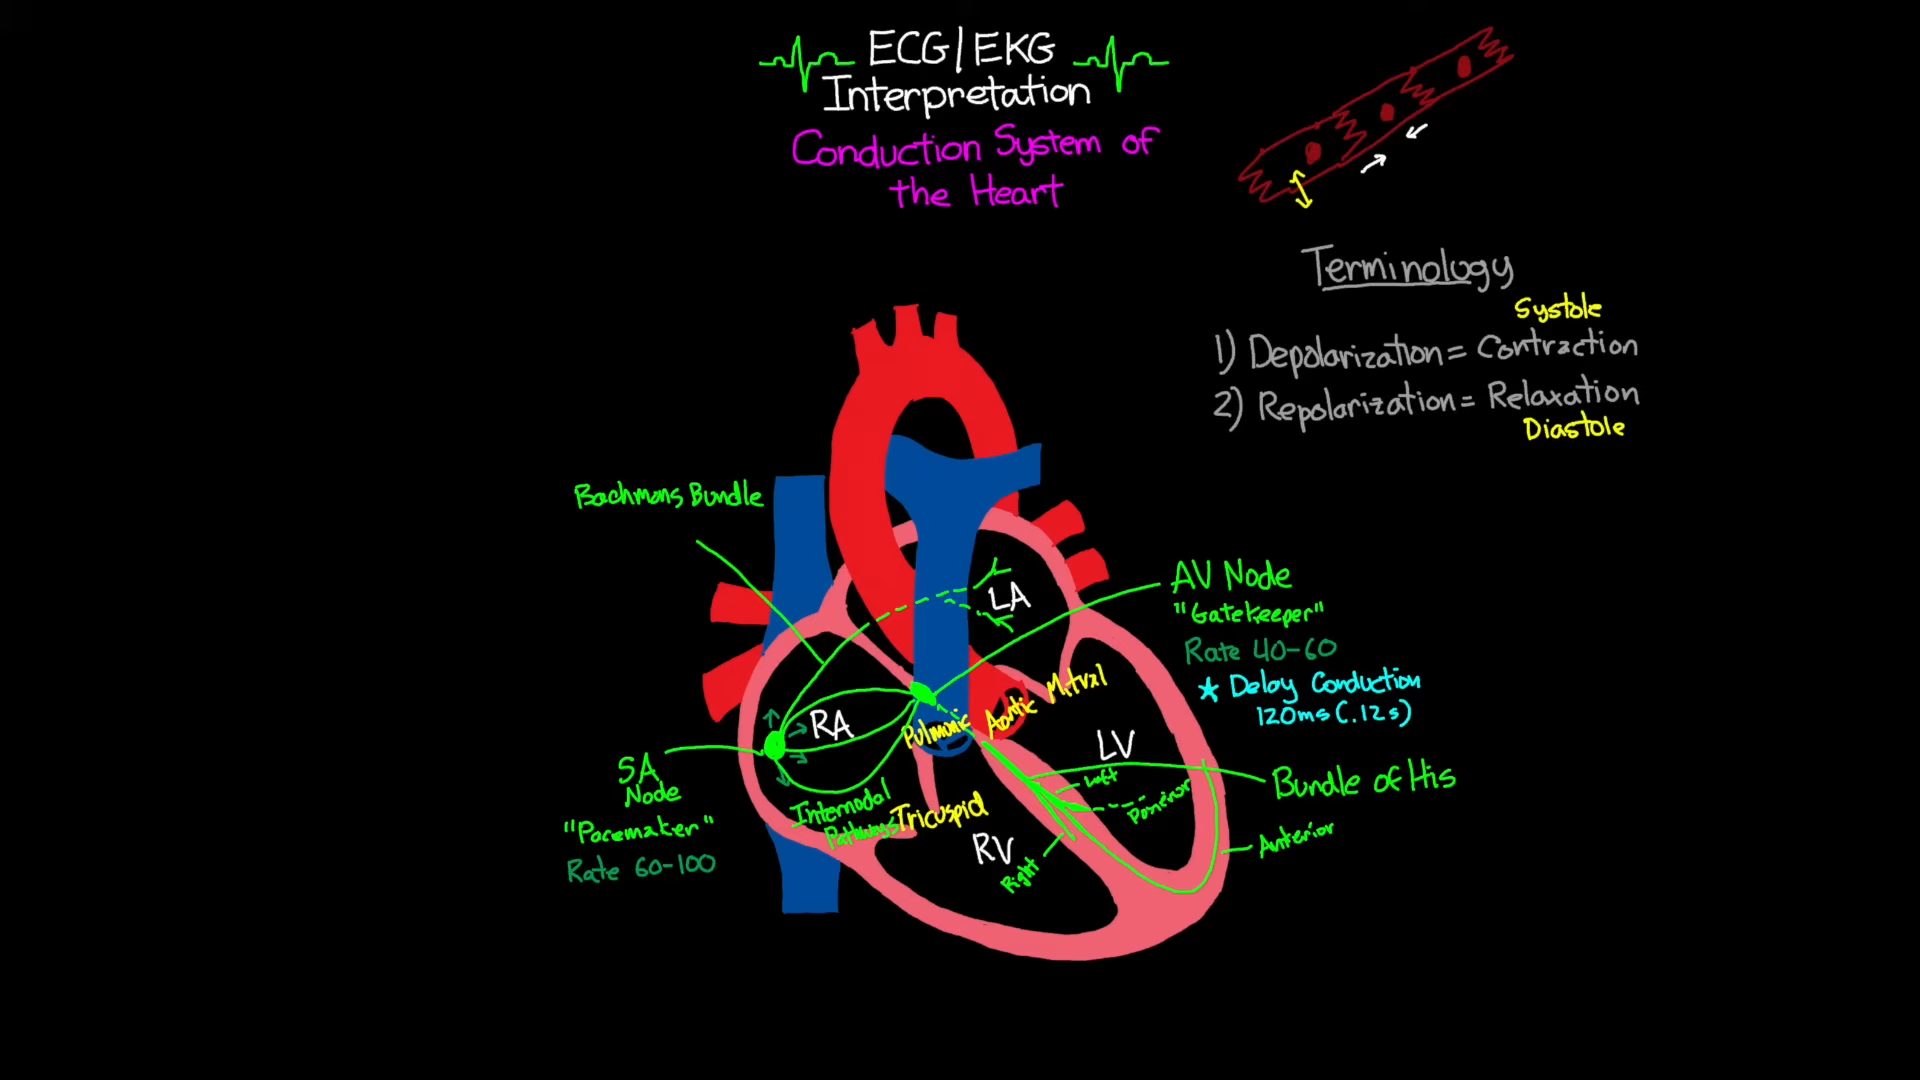 ECG/EKG
Interpretation
Conduction System of
the Heart
Terminology
Systole
1) Depolarization = Contraction
2) Repolarization = Relaxation
Diastole
Bachmans Bundle
LA
AV Node
"Gatekeeper"
Rate 40-60
★ Delay Conduction
120ms (.12s)
RA
Pulmonic
Aortic
Mitral
SA
Node
"Pacemaker"
Rate 60-100
Internodal
Pathways
Tricuspid
LV
Left
Posterior
Bundle of His
Anterior
RV
Right